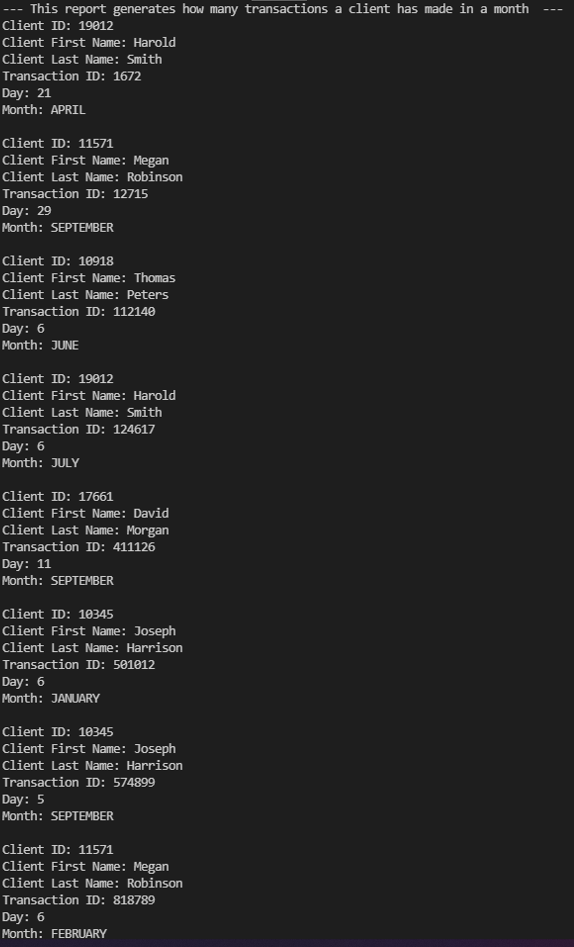 --- This report generates how many transactions a client has made in a month  ---
Client ID: 19012
Client First Name: Harold
Client Last Name: Smith
Transaction ID: 1672
Day: 21
Month: APRIL

Client ID: 11571
Client First Name: Megan
Client Last Name: Robinson
Transaction ID: 12715
Day: 29
Month: SEPTEMBER

Client ID: 10918
Client First Name: Thomas
Client Last Name: Peters
Transaction ID: 112140
Day: 6
Month: JUNE

Client ID: 19012
Client First Name: Harold
Client Last Name: Smith
Transaction ID: 124617
Day: 6
Month: JULY

Client ID: 17661
Client First Name: David
Client Last Name: Morgan
Transaction ID: 411126
Day: 11
Month: SEPTEMBER

Client ID: 10345
Client First Name: Joseph
Client Last Name: Harrison
Transaction ID: 501012
Day: 6
Month: JANUARY

Client ID: 10345
Client First Name: Joseph
Client Last Name: Harrison
Transaction ID: 574899
Day: 5
Month: SEPTEMBER

Client ID: 11571
Client First Name: Megan
Client Last Name: Robinson
Transaction ID: 818789
Day: 6
Month: FEBRUARY